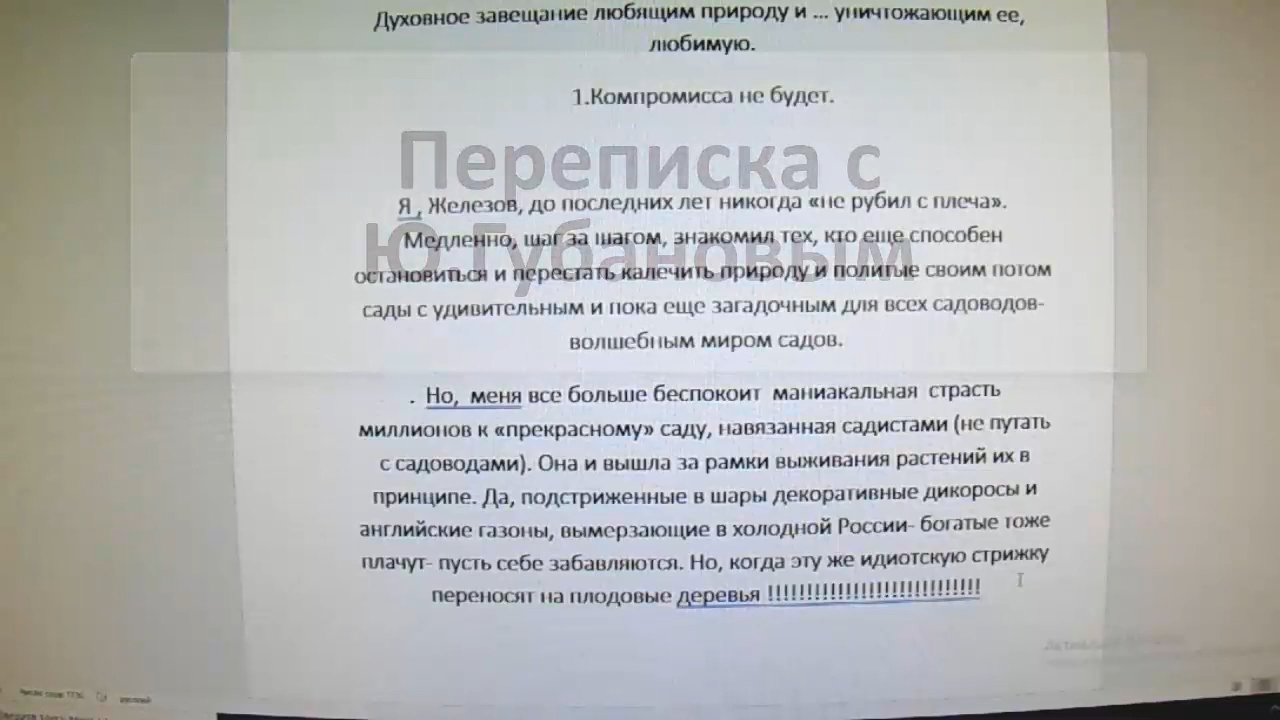 Духовное завещание любящим природу и ... уничтожающим ее,
любимую.
1.Компромисса не будет.
Переписка с
Я , Железов, до последних лет никогда «не рубил с плеча».
Ю Губановым
Медленно, шаг за шагом, знакомил тех, кто еще способен
остановиться и перестать калечить природу и политые своим потом
сады с удивительным и пока еще загадочным для всех садоводов-
волшебным миром садов.
. Но, меня все больше беспокоит маниакальная страсть
миллионов к «прекрасному» саду, навязанная садистами (не путать
с садоводами). Она и вышла за рамки выживания растений их в
принципе. Да, подстриженные в шары декоративные дикоросы и
английские газоны, вымерзающие в холодной России- богатые тоже
плачут- пусть себе забавляются. Но, когда эту же идиотскую стрижку
переносят на плодовые деревья !!!!!!!!!!!!!!!!!!!!!!!!!!!!
русский